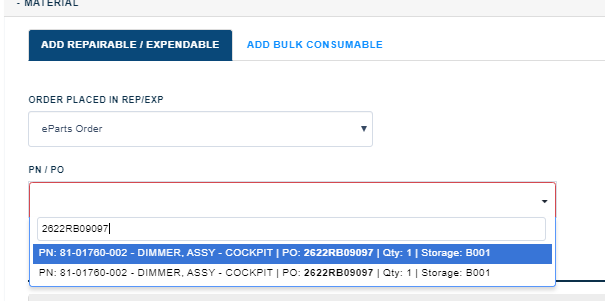 - MATERIAL
ADD REPAIRABLE / EXPENDABLE
ADD BULK CONSUMABLE
ORDER PLACED IN REP/EXP
eParts Order
PN / PO
2622RB09097
PN: 81-01760-002 - DIMMER, ASSY - COCKPIT | PO: 2622RB09097 | Qty: 1 | Storage: B001
PN: 81-01760-002 - DIMMER, ASSY - COCKPIT | PO: 2622RB09097 | Qty: 1 | Storage: B001